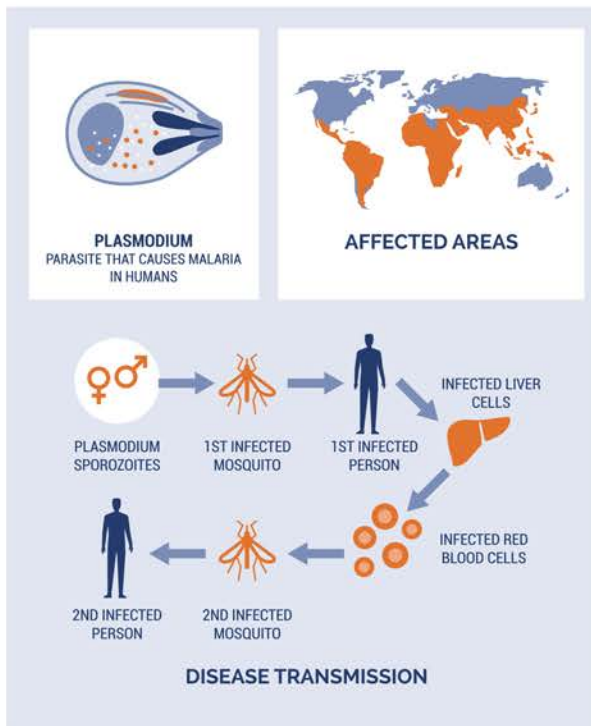 PLASMODIUM
PARASITE THAT CAUSES MALARIA
IN HUMANS
AFFECTED AREAS
PLASMODIUM
SPOROZOITES
1ST INFECTED
MOSQUITO
1ST INFECTED
PERSON
INFECTED LIVER
CELLS
INFECTED RED
BLOOD CELLS
2ND INFECTED
MOSQUITO
2ND INFECTED
PERSON
DISEASE TRANSMISSION